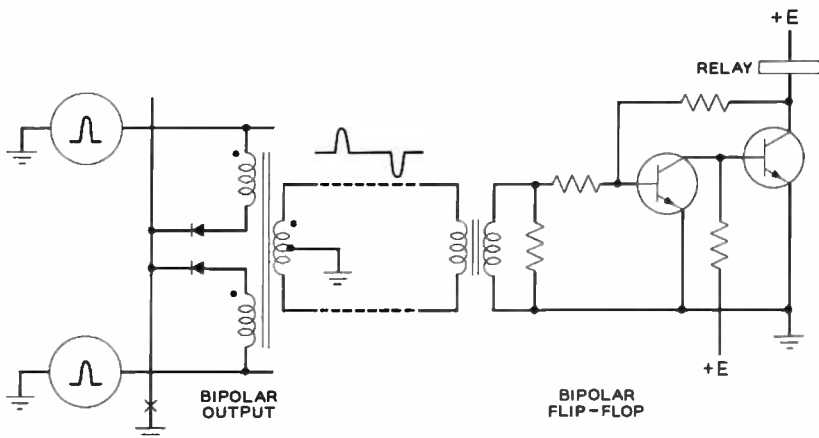 +E
RELAY
+E
BIPOLAR
OUTPUT
BIPOLAR
FLIP-FLOP